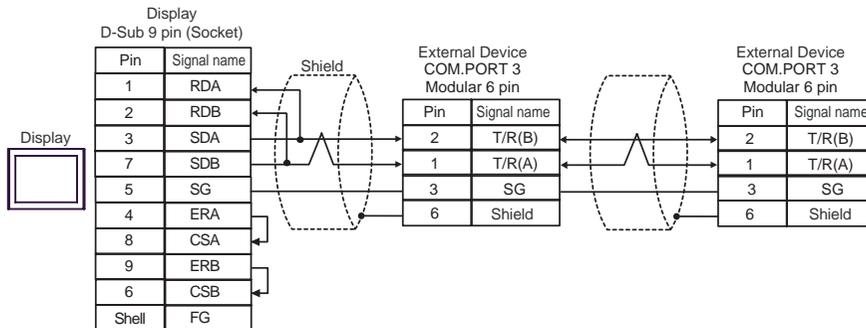 Display
D-Sub 9 pin (Socket)
Pin Signal name
1 RDA
2 RDB
3 SDA
7 SDB
5 SG
4 ERA
8 CSA
9 ERB
6 CSB
Shell FG
Display
Shield
External Device
COM.PORT 3
Modular 6 pin
Pin Signal name
2 T/R(B)
1 T/R(A)
3 SG
6 Shield
External Device
COM.PORT 3
Modular 6 pin
Pin Signal name
2 T/R(B)
1 T/R(A)
3 SG
6 Shield